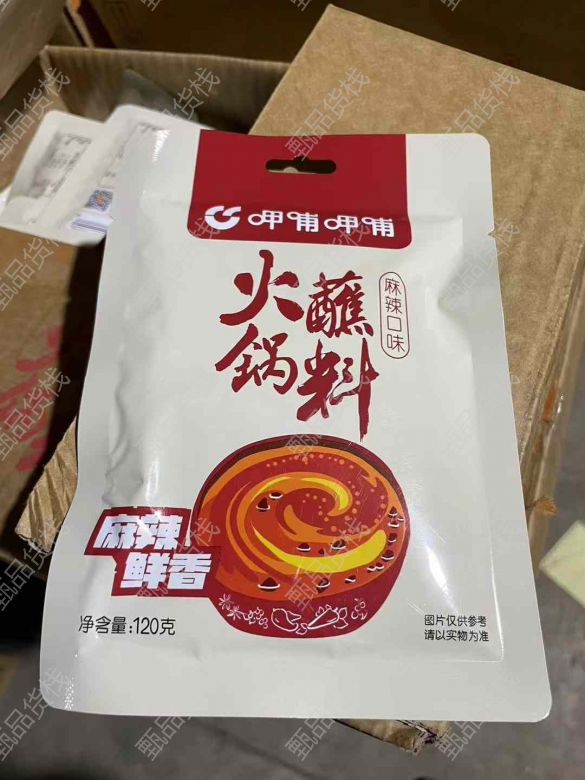 呷哺呷哺
火锅
蘸料
麻辣口味
麻辣
鲜香
净含量:120克
图片仅供参考
请以实物为准
甄品货栈